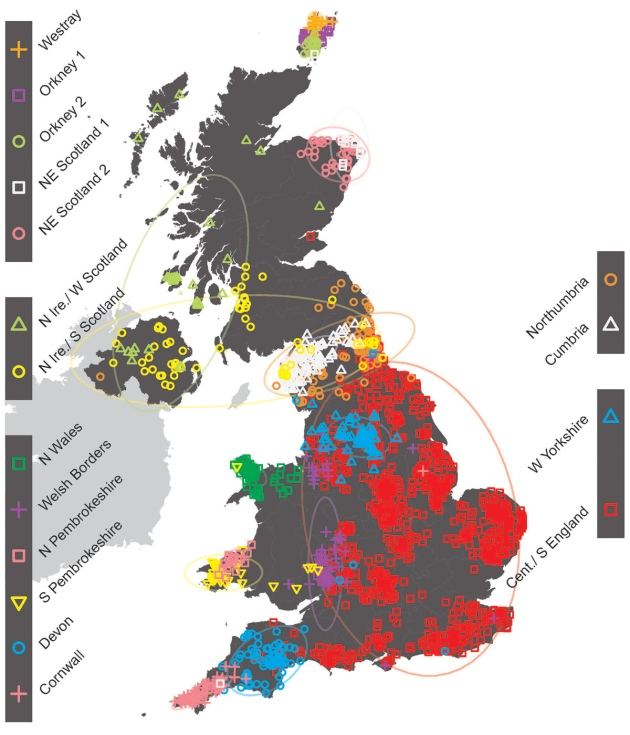 Westray
Orkney 1
Orkney 2
NE Scotland 1
NE Scotland 2
N Ire./ W Scotland
N Ire./ S Scotland
N Wales
Welsh Borders
N Pembrokeshire
S Pembrokeshire
Devon
Cornwall
Northumbria
Cumbria
W Yorkshire
Cent./ S England